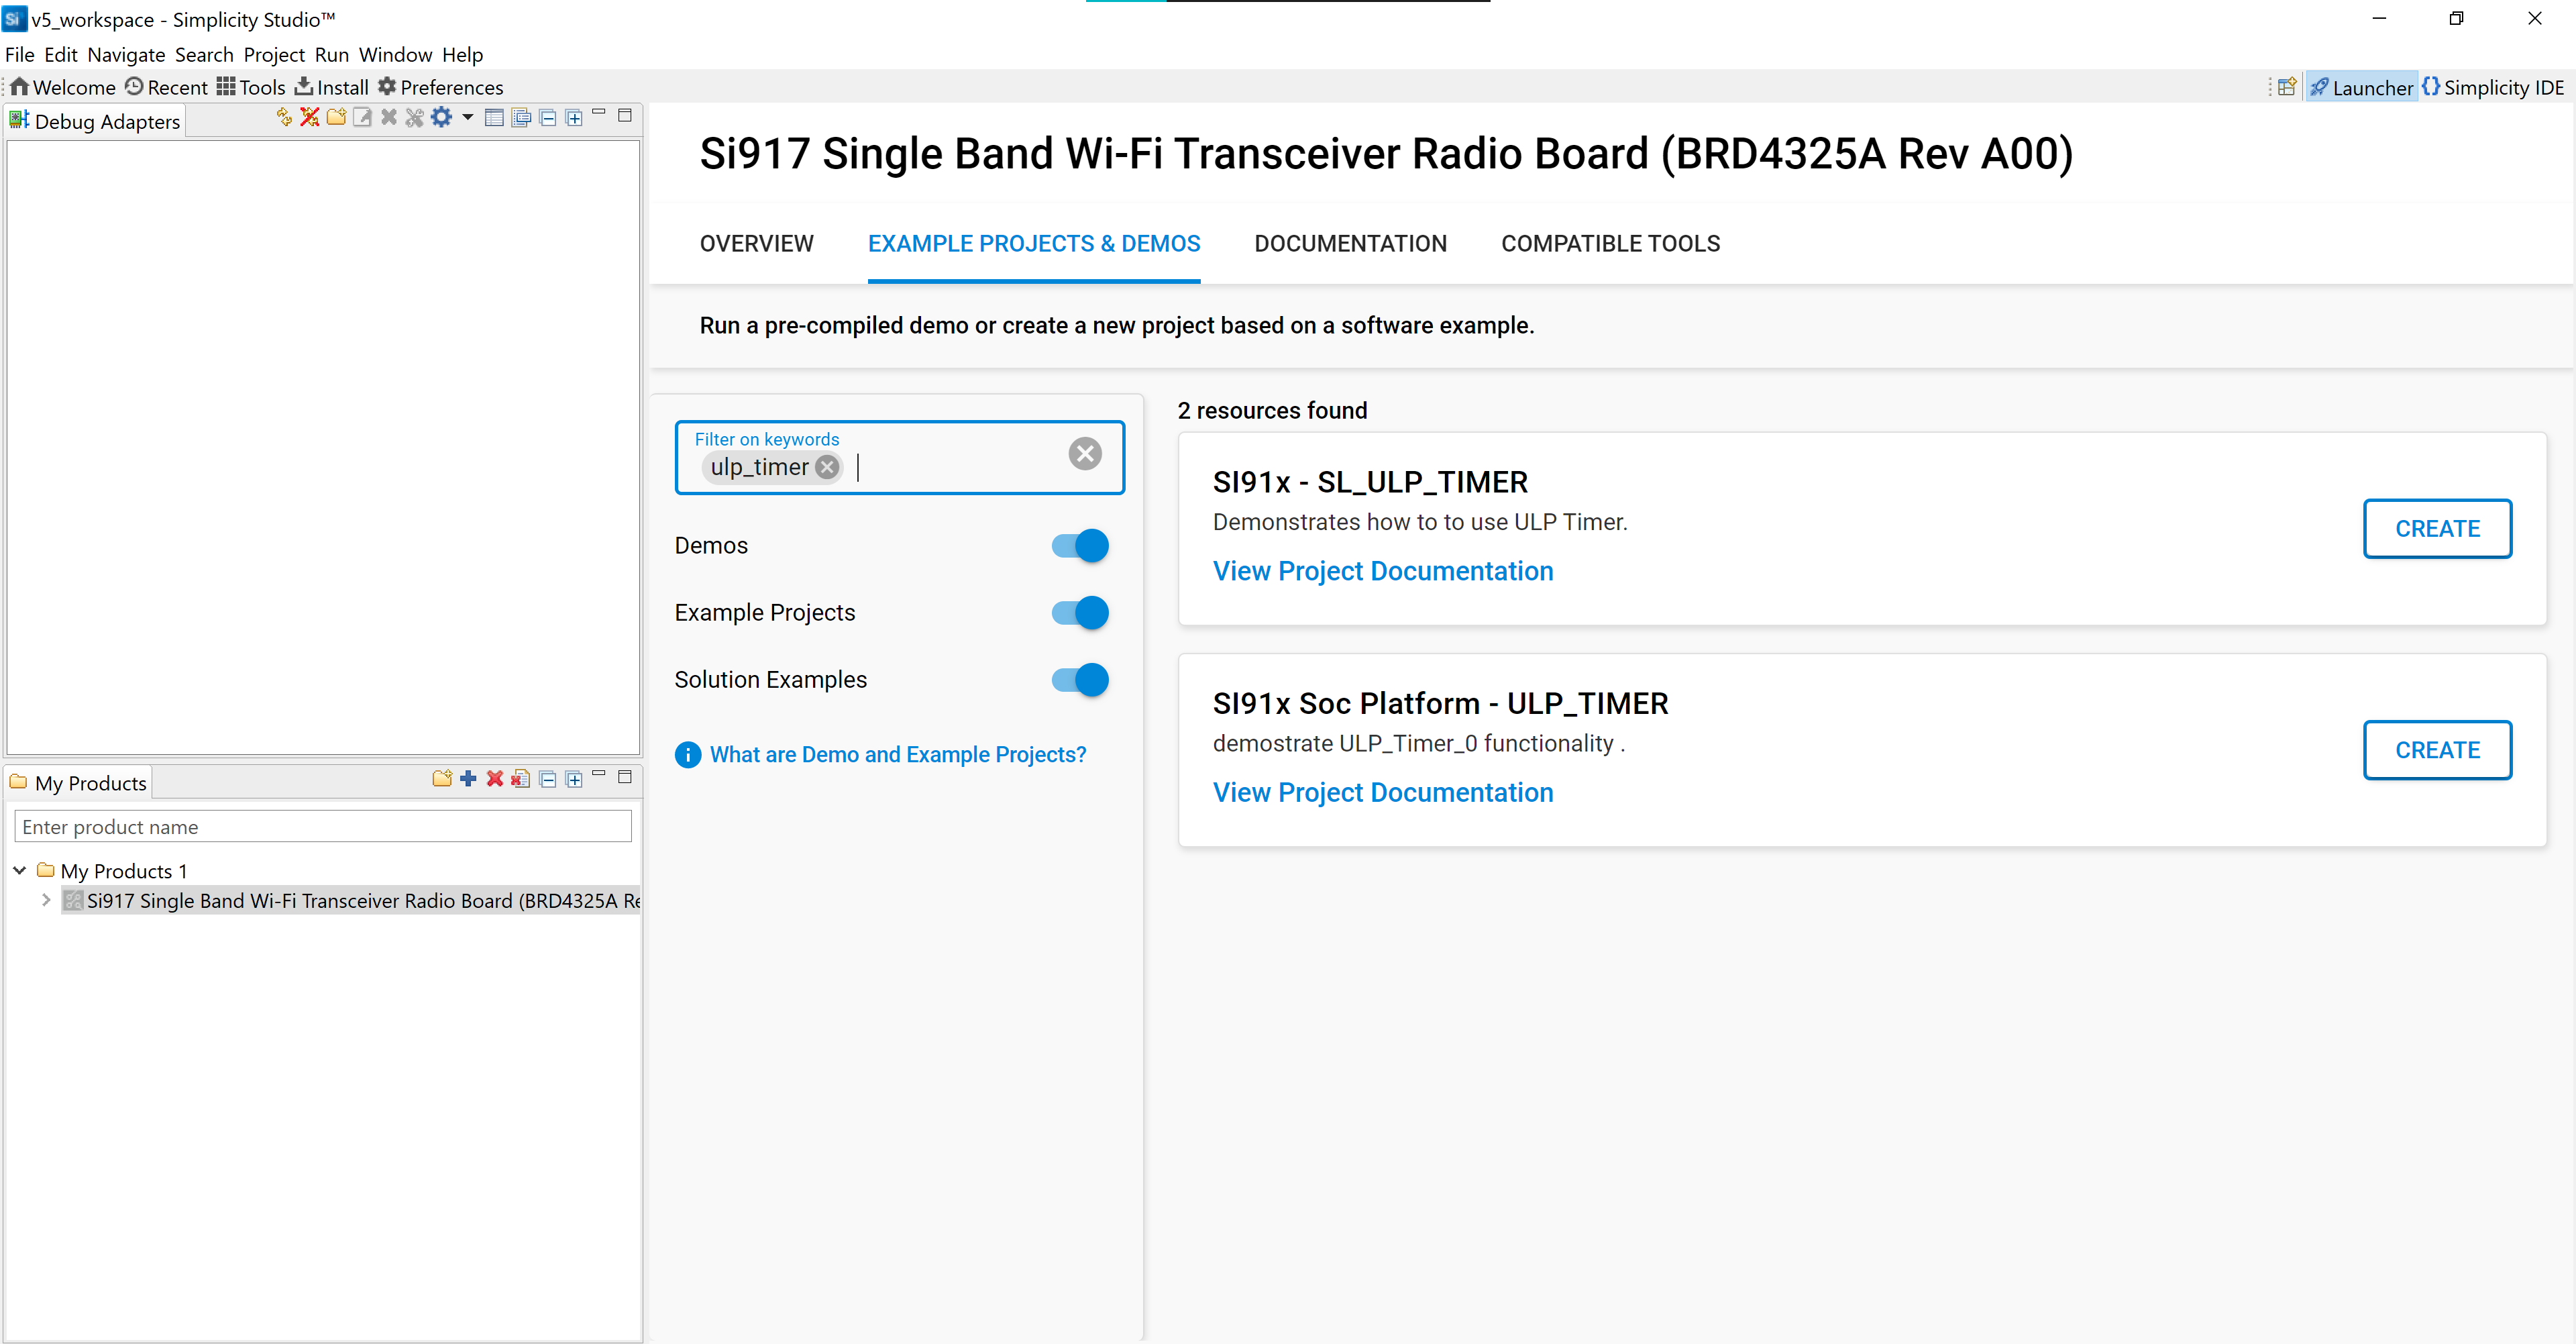 Si v5_workspace - Simplicity Studio™
File Edit Navigate Search Project Run Window Help
Welcome Recent Tools Install Preferences
Launcher {} Simplicity IDE
Debug Adapters
Si917 Single Band Wi-Fi Transceiver Radio Board (BRD4325A Rev A00)
OVERVIEW EXAMPLE PROJECTS & DEMOS DOCUMENTATION COMPATIBLE TOOLS
Run a pre-compiled demo or create a new project based on a software example.
Filter on keywords
ulp_timer
Demos
Example Projects
Solution Examples
What are Demo and Example Projects?
2 resources found
SI91x - SL_ULP_TIMER
Demonstrates how to to use ULP Timer.
View Project Documentation
CREATE
SI91x Soc Platform - ULP_TIMER
demostrate ULP_Timer_0 functionality .
View Project Documentation
CREATE
My Products
Enter product name
My Products 1
Si917 Single Band Wi-Fi Transceiver Radio Board (BRD4325A Re